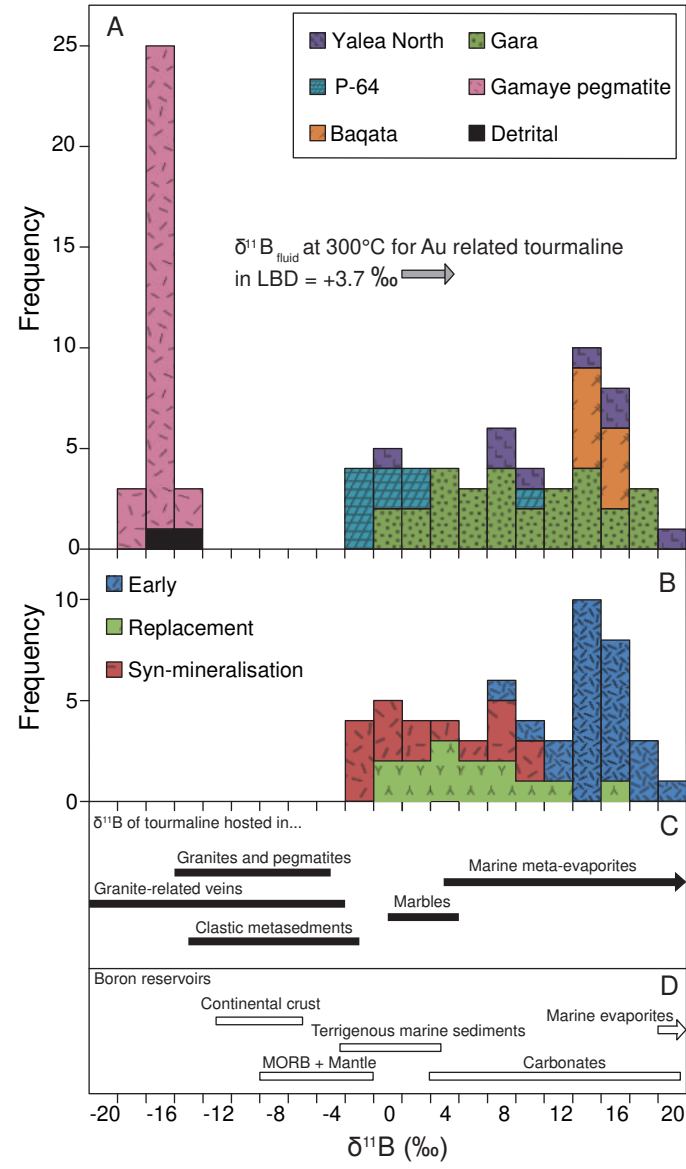 A
25
20
15
10
5
0
Frequency
Yalea North
Gara
P-64
Gamaye pegmatite
Baqata
Detrital
δ¹¹B fluid at 300°C for Au related tourmaline
in LBD = +3.7 ‰
B
10
5
0
Frequency
Early
Replacement
Syn-mineralisation
C
δ¹¹B of tourmaline hosted in...
Granites and pegmatites
Marine meta-evaporites
Granite-related veins
Marbles
Clastic metasediments
D
Boron reservoirs
Continental crust
Marine evaporites
Terrigenous marine sediments
MORB + Mantle
Carbonates
-20 -16 -12 -8 -4 0 4 8 12 16 20
δ¹¹B (‰)